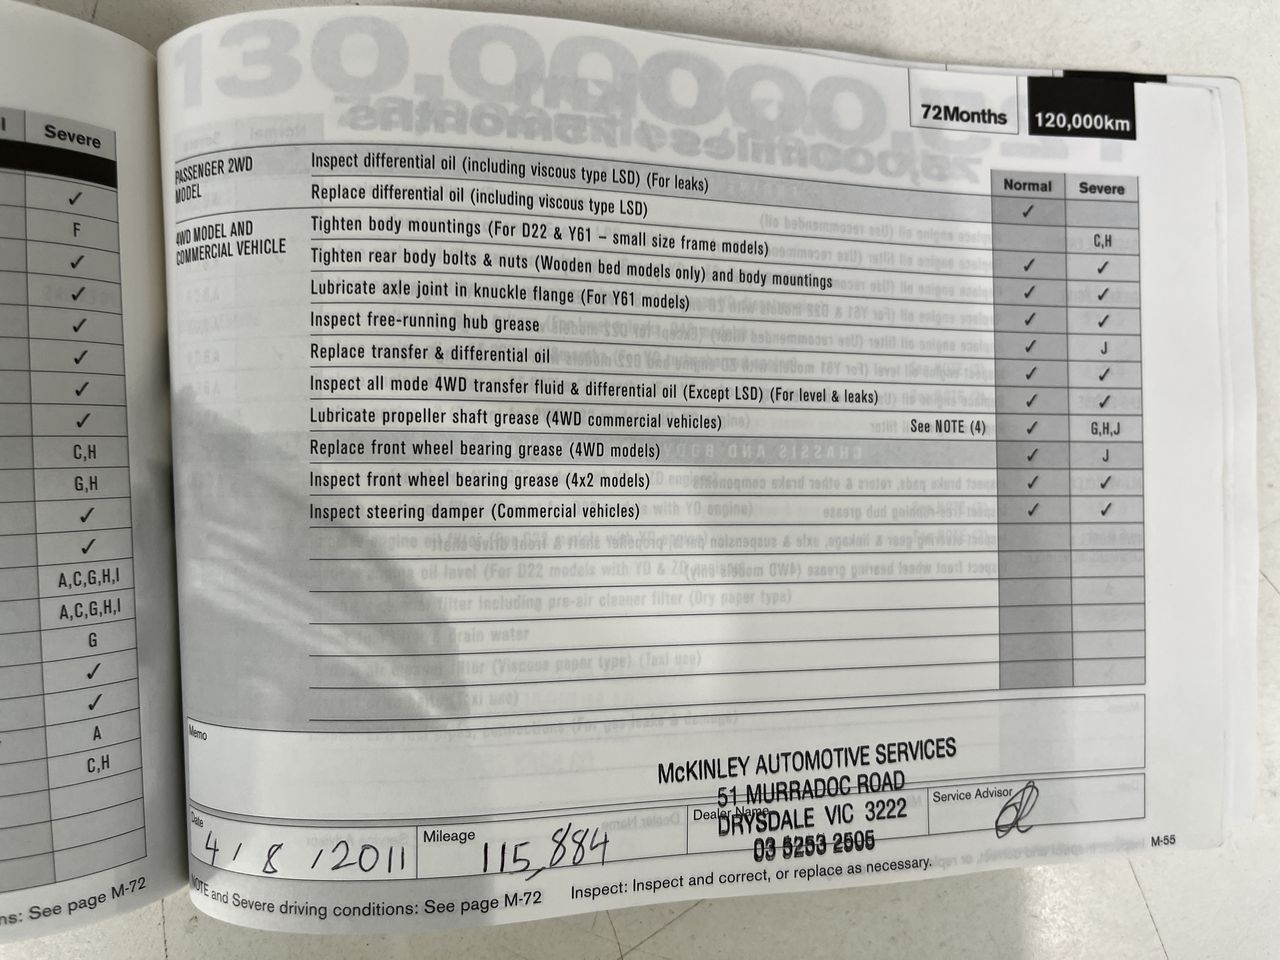 72Months
120,000km
Normal Severe
PASSENGER 2WD
MODEL
Inspect differential oil (including viscous type LSD) (For leaks) ✓
Replace differential oil (including viscous type LSD) C,H
4WD MODEL AND
COMMERCIAL VEHICLE
Tighten body mountings (For D22 & Y61 – small size frame models) ✓ ✓
Tighten rear body bolts & nuts (Wooden bed models only) and body mountings ✓ ✓
Lubricate axle joint in knuckle flange (For Y61 models) ✓ ✓
Inspect free-running hub grease ✓ J
Replace transfer & differential oil ✓ ✓
Inspect all mode 4WD transfer fluid & differential oil (Except LSD) (For level & leaks) ✓ ✓
Lubricate propeller shaft grease (4WD commercial vehicles) See NOTE (4) ✓ G,H,J
Replace front wheel bearing grease (4WD models) ✓ J
Inspect front wheel bearing grease (4x2 models) ✓ ✓
Inspect steering damper (Commercial vehicles) ✓ ✓
Memo
McKINLEY AUTOMOTIVE SERVICES
51 MURRADOC ROAD
DRYSDALE VIC 3222
03 5253 2505
Date
4 / 8 / 2011
Mileage
115,884
Dealer Name
Service Advisor
NOTE and Severe driving conditions: See page M-72 Inspect: Inspect and correct, or replace as necessary.
M-55
Severe
✓
F
✓
✓
✓
✓
✓
✓
C,H
G,H
✓
✓
A,C,G,H,I
A,C,G,H,I
G
✓
✓
A
C,H
ns: See page M-72